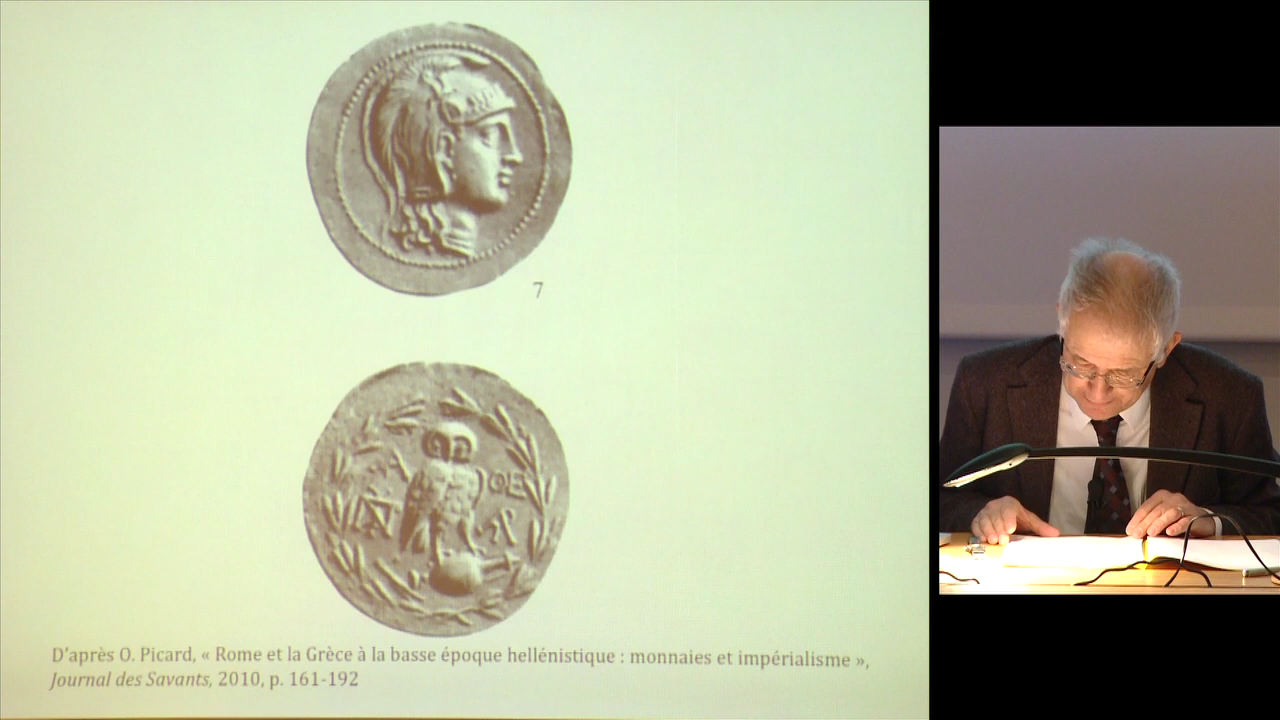 7
ΘΕ
D'après O. Picard, « Rome et la Grèce à la basse époque hellénistique : monnaies et impérialisme »,
Journal des Savants, 2010, p. 161-192